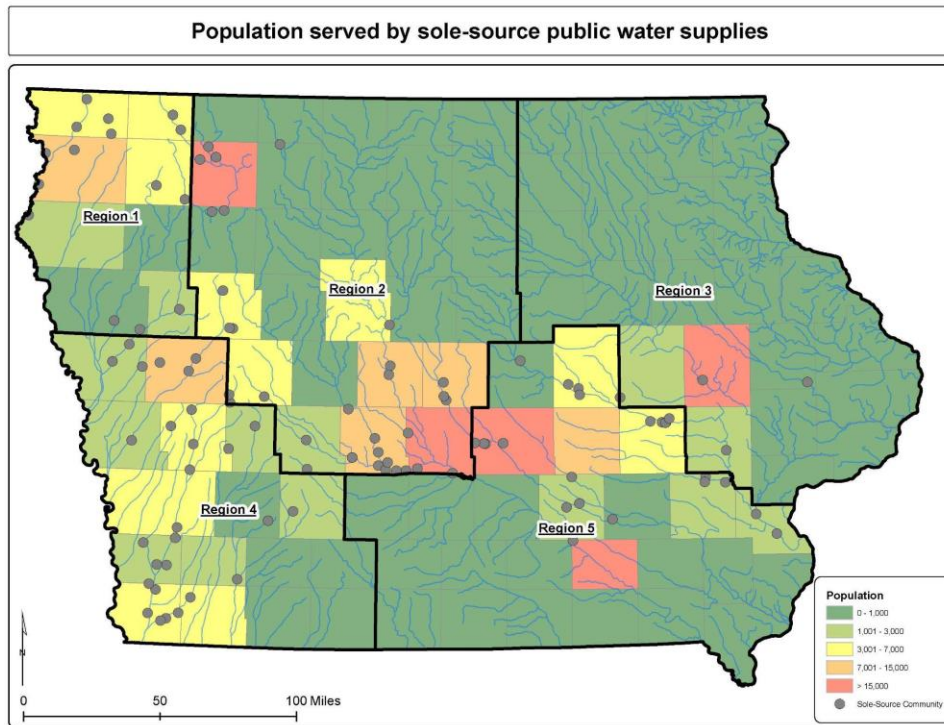 Population served by sole-source public water supplies
Region 1
Region 2
Region 3
Region 4
Region 5
Population
0 - 1,000
1,001 - 3,000
3,001 - 7,000
7,001 - 15,000
> 15,000
Sole-Source Community
N
0 50 100 Miles